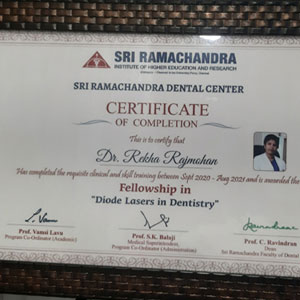 SRI RAMACHANDRA
INSTITUTE OF HIGHER EDUCATION AND RESEARCH
SRI RAMACHANDRA DENTAL CENTER
CERTIFICATE
OF COMPLETION
This is to certify that
Dr. Rekha Rajmohan
Has completed the requisite clinical and skill training between Sept 2020 - Aug 2021 and is awarded the
Fellowship in
"Diode Lasers in Dentistry"
Prof. Vamsi Lavu
Program Co-Ordinator (Academic)
Prof. S.K. Balaji
Medical Superintendent,
Program Co-Ordinator (Administration)
Prof. C. Ravindran
Dean
Sri Ramachandra Faculty of Dental